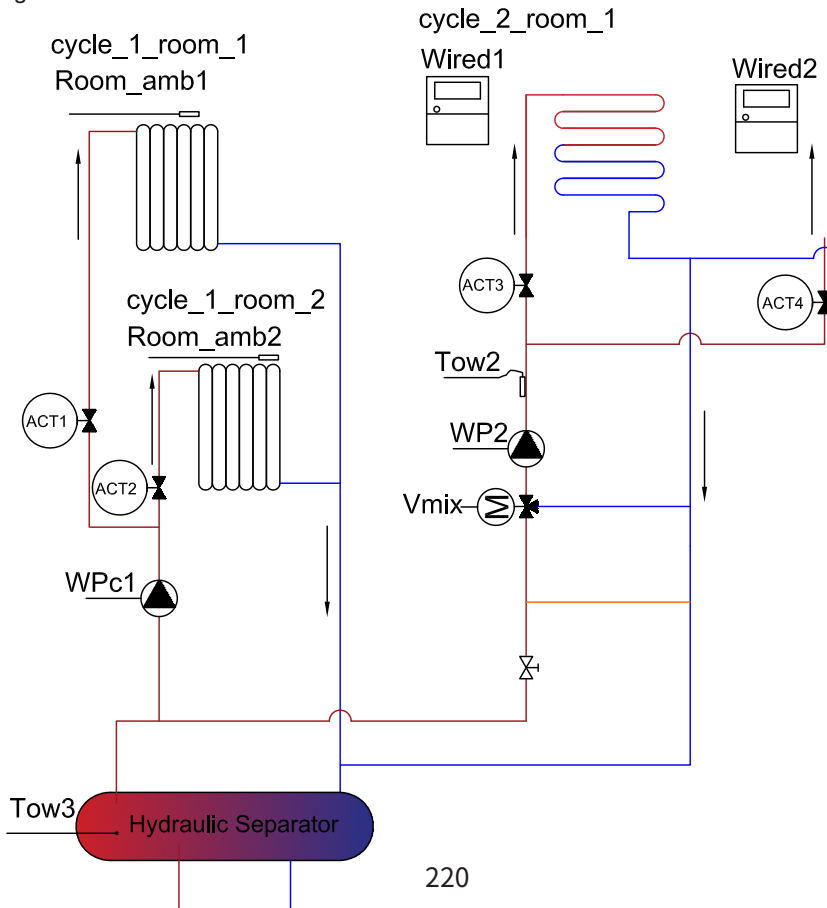 cycle_1_room_1
Room_amb1
cycle_2_room_1
Wired1
Wired2
ACT3
ACT4
cycle_1_room_2
Room_amb2
Tow2
ACT1
WP2
ACT2
Vmix
M
WPc1
Tow3
Hydraulic Separator
220